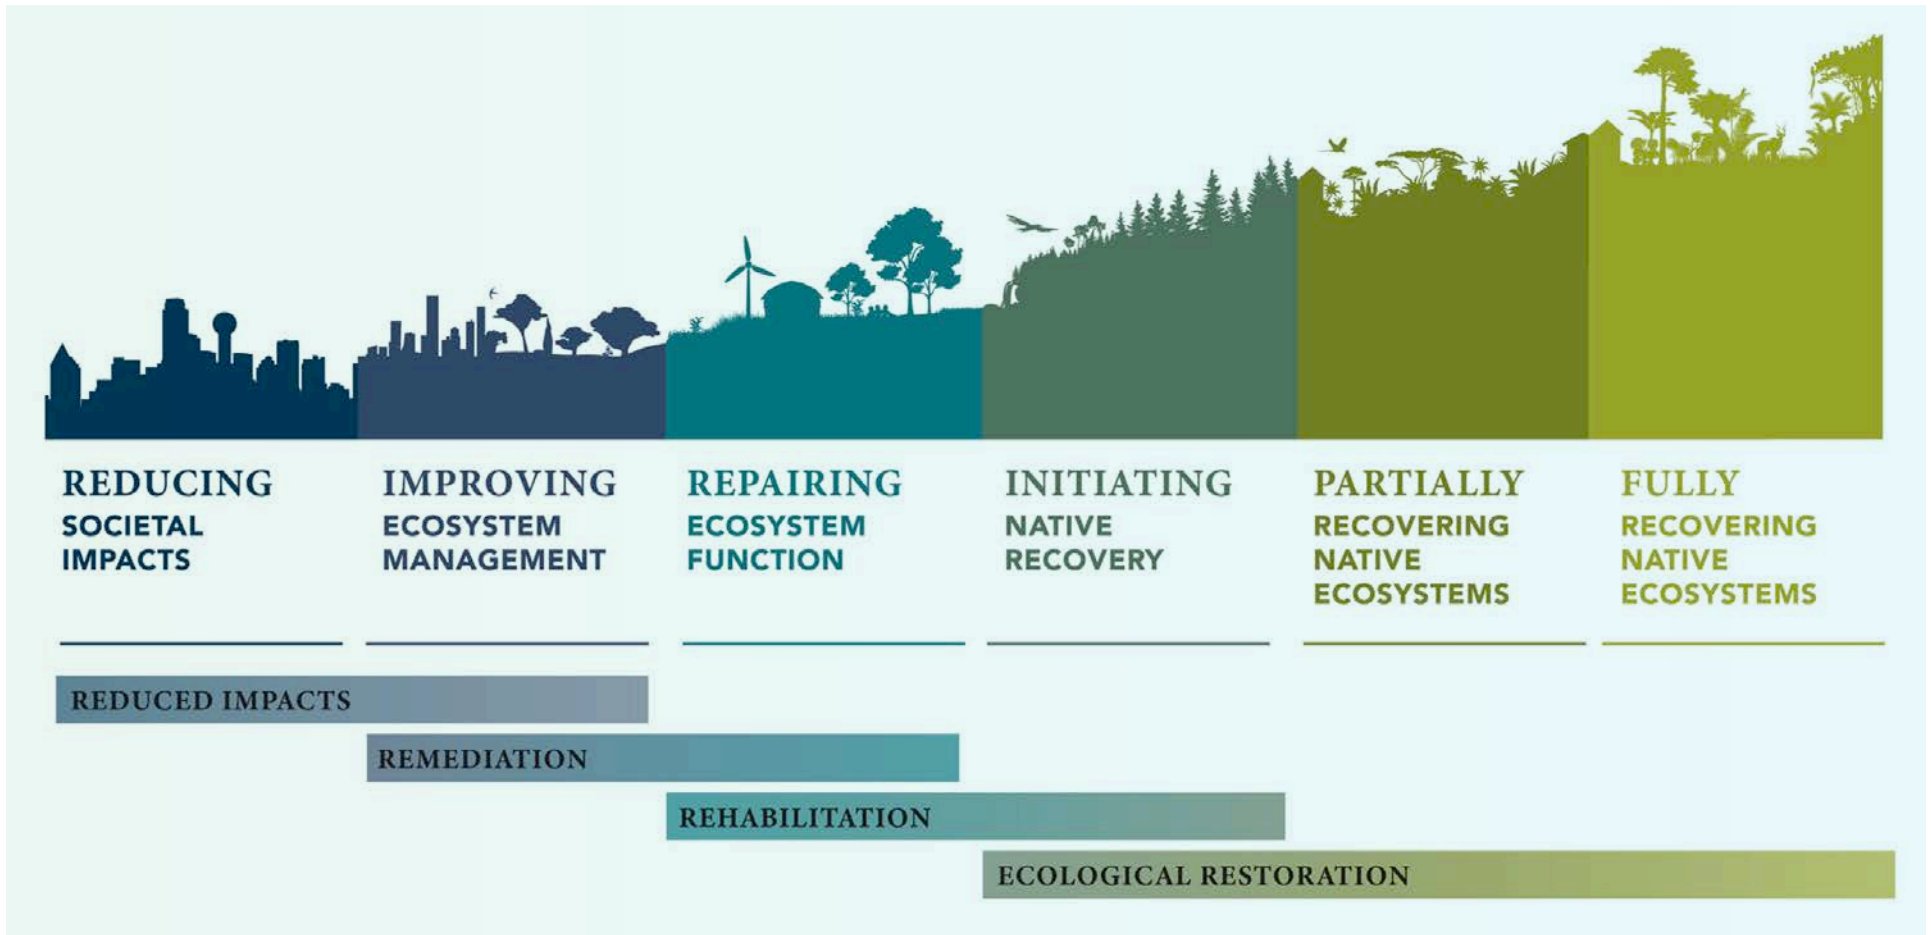 REDUCING
SOCIETAL
IMPACTS
IMPROVING
ECOSYSTEM
MANAGEMENT
REPAIRING
ECOSYSTEM
FUNCTION
INITIATING
NATIVE
RECOVERY
PARTIALLY
RECOVERING
NATIVE
ECOSYSTEMS
FULLY
RECOVERING
NATIVE
ECOSYSTEMS
REDUCED IMPACTS
REMEDIATION
REHABILITATION
ECOLOGICAL RESTORATION